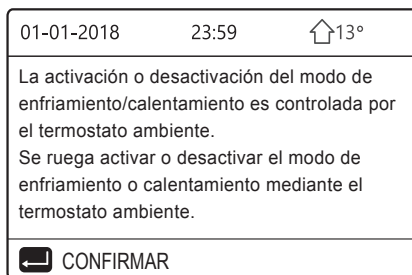 01-01-2018 23:59 13°
La activación o desactivación del modo de
enfriamiento/calentamiento es controlada por
el termostato ambiente.
Se ruega activar o desactivar el modo de
enfriamiento o calentamiento mediante el
termostato ambiente.
CONFIRMAR